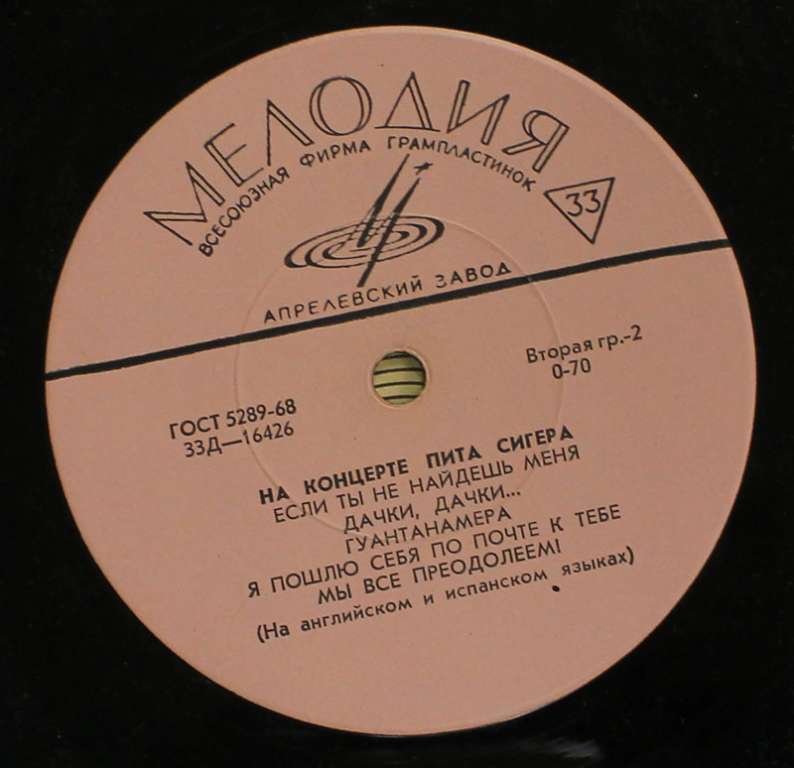 МЕЛОДИЯ
ВСЕСОЮЗНАЯ ФИРМА ГРАМПЛАСТИНОК
33
АПРЕЛЕВСКИЙ ЗАВОД
ГОСТ 5289-68
33Д—16426
Вторая гр.-2
0-70
НА КОНЦЕРТЕ ПИТА СИГЕРА
ЕСЛИ ТЫ НЕ НАЙДЕШЬ МЕНЯ
ДАЧКИ, ДАЧКИ...
ГУАНТАНАМЕРА
Я ПОШЛЮ СЕБЯ ПО ПОЧТЕ К ТЕБЕ
МЫ ВСЕ ПРЕОДОЛЕЕМ!
(На английском и испанском языках)